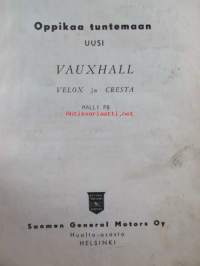 Oppikaa tuntemaan
UUSI
VAUXHALL
VELOX ja CRESTA
MALLI PB
Suomen General Motors Oy
Huolto-osasto
HELSINKI